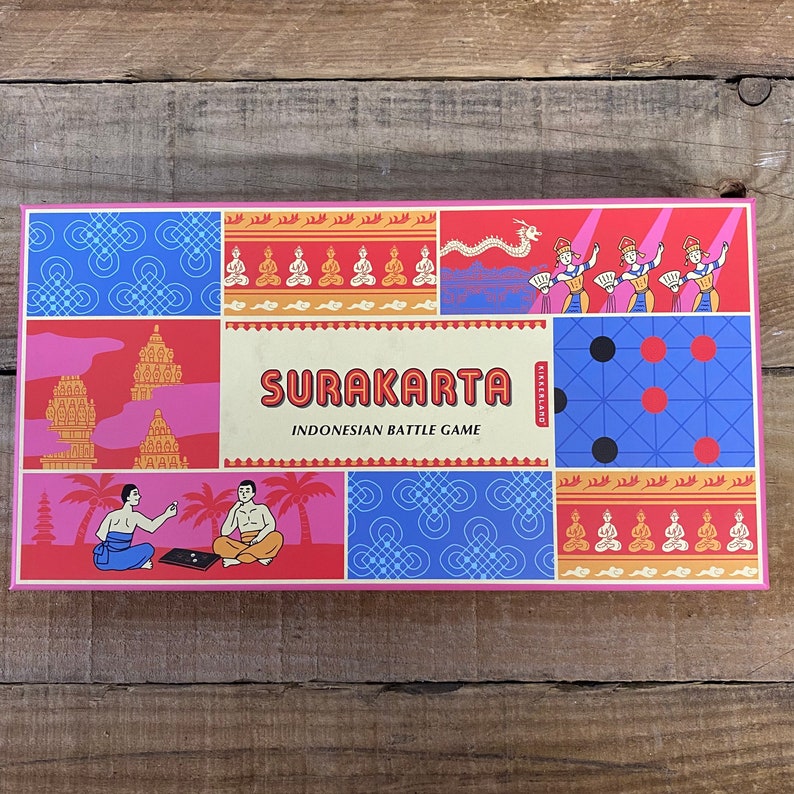 SURAKARTA
INDONESIAN BATTLE GAME
KIKKERLAND